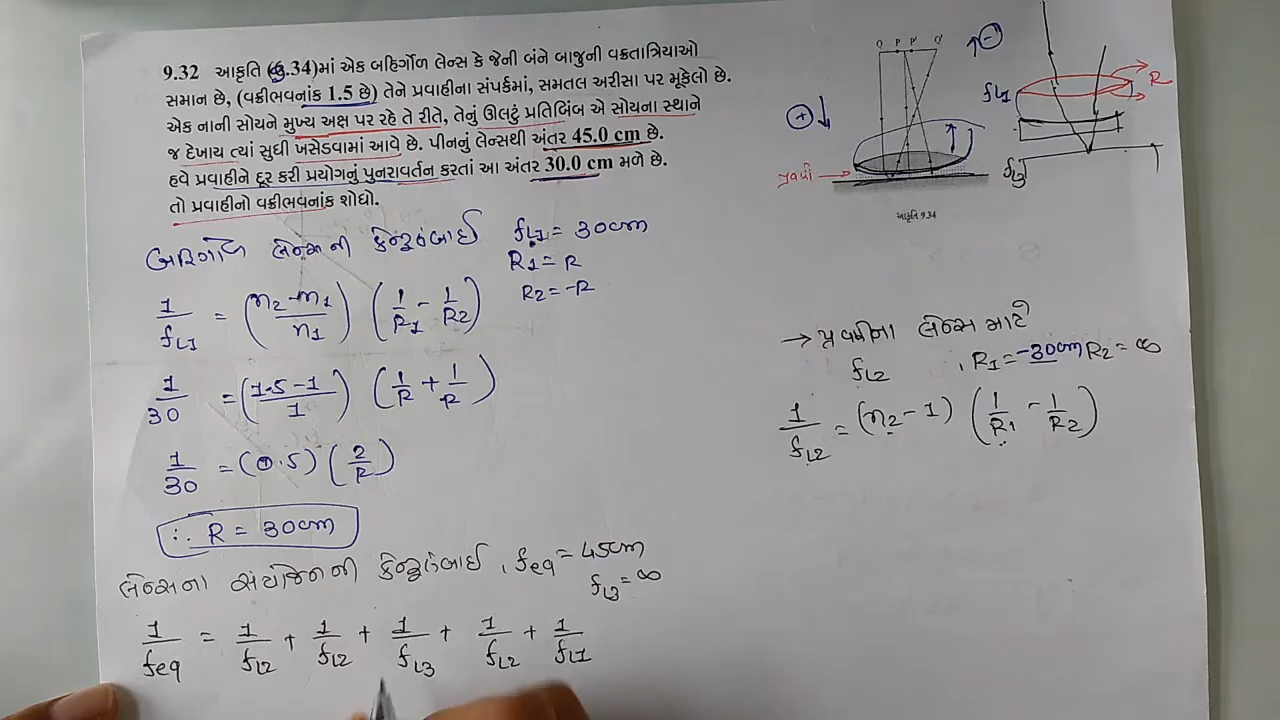 9.32 આકૃતિ (6.34)માં એક બહિર્ગોળ લેન્સ કે જેની બંને બાજુની વક્રતાત્રિયાઓ
સમાન છે, (વક્રીભવનાંક 1.5 છે) તેને પ્રવાહીના સંપર્કમાં, સમતલ અરીસા પર મૂકેલો છે.
એક નાની સોયને મુખ્ય અક્ષ પર રહે તે રીતે, તેનું ઊલટું પ્રતિબિંબ એ સોયના સ્થાને
જ દેખાય ત્યાં સુધી ખસેડવામાં આવે છે. પીનનું લેન્સથી અંતર 45.0 cm છે.
હવે પ્રવાહીને દૂર કરી પ્રયોગનું પુનરાવર્તન કરતાં આ અંતર 30.0 cm મળે છે.
તો પ્રવાહીનો વક્રીભવનાંક શોધો.
બહિર્ગોળ લેન્સની કેન્દ્રલંબાઈ fL1 = 30cm
R1 = R
R2 = -R
1/fL1 = (n2-n1/n1) (1/R1 - 1/R2)
1/30 = (1.5-1/1) (1/R + 1/R)
1/30 = (0.5) (2/R)
∴ R = 30cm
લેન્સના સંયોજનની કેન્દ્રલંબાઈ, feq = 45cm
fL3 = ∞
1/feq = 1/fL2 + 1/fL2 + 1/fL3 + 1/fL2 + 1/fL1
O P P' O'
↑ (-)
(+) ↓
પ્રવાહી →
આકૃતિ 9.34
fL1
R
fL3
→ પ્રવાહીના લેન્સ માટે
fL2, R1 = -30cm R2 = ∞
1/fL2 = (n2 - 1) (1/R1 - 1/R2)